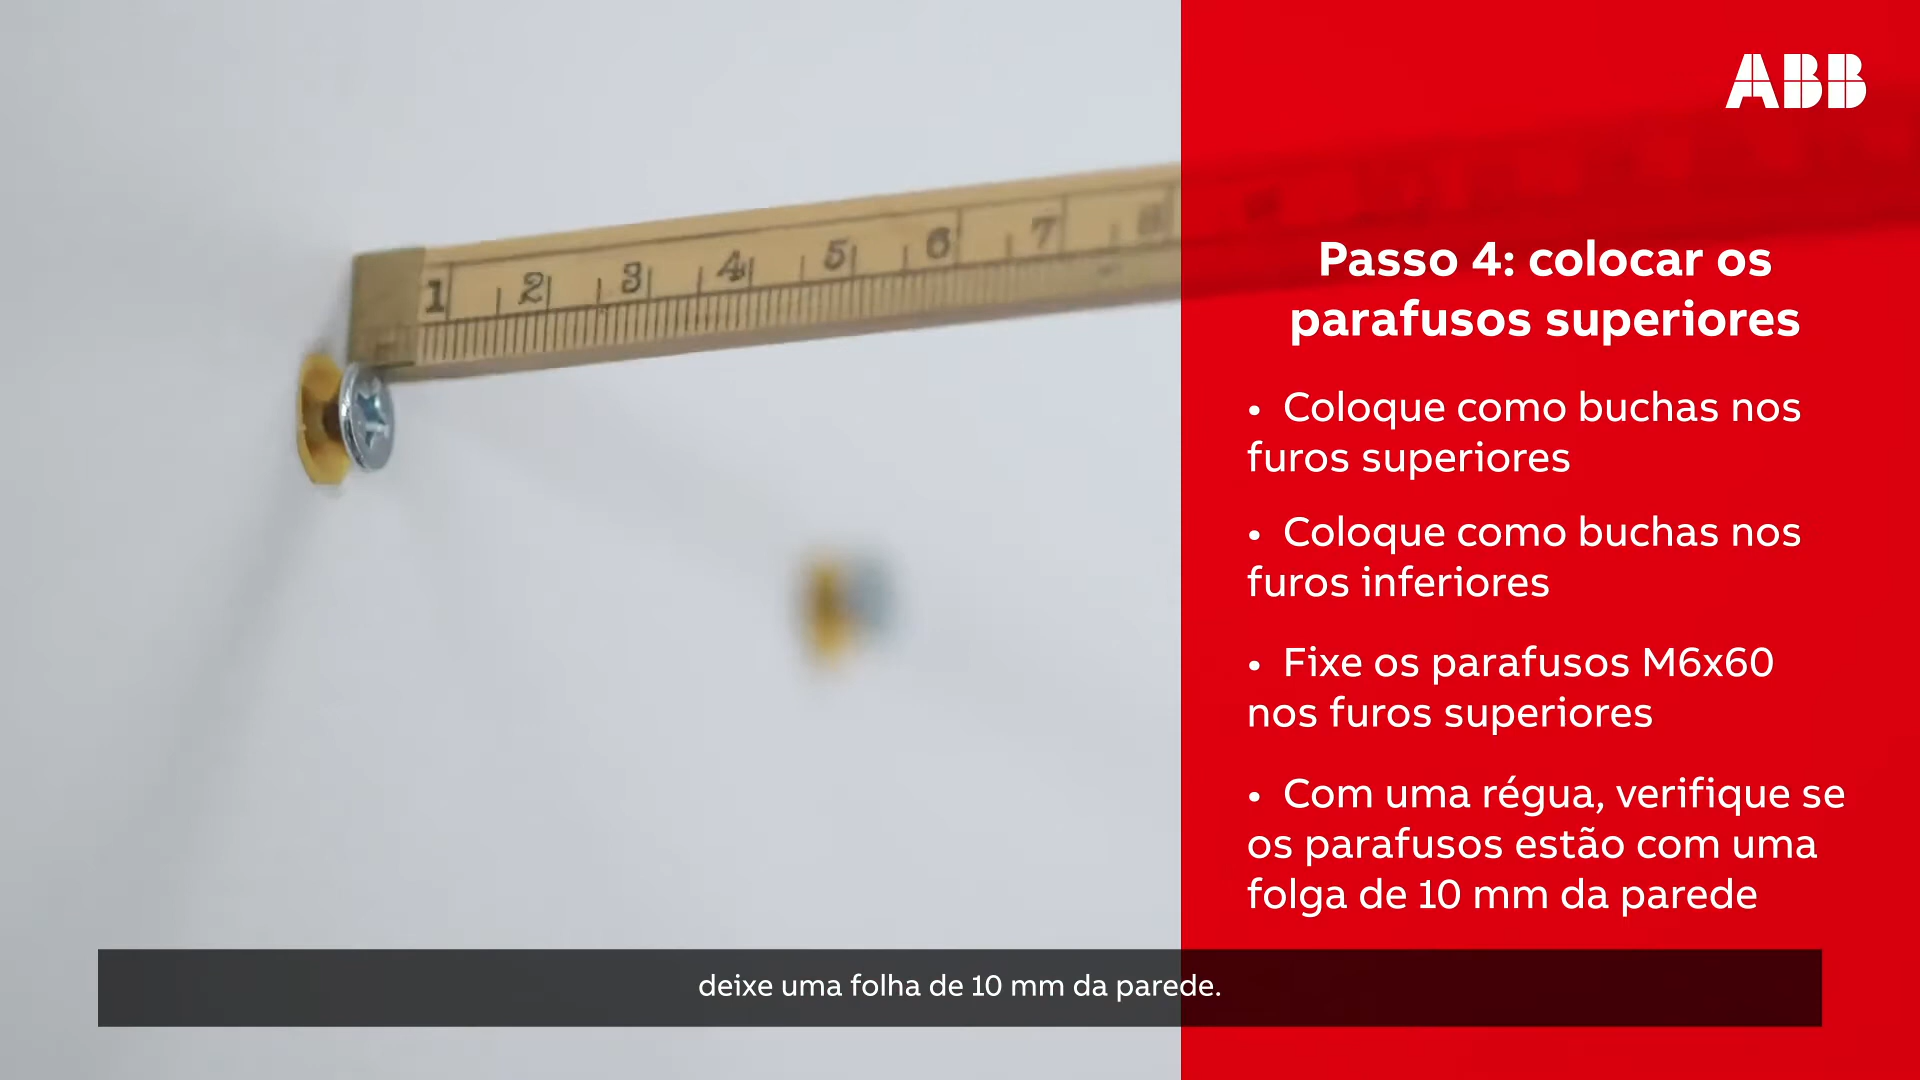 ABB
1 2 3 4 5 6 7 8
Passo 4: colocar os
parafusos superiores
• Coloque como buchas nos
furos superiores
• Coloque como buchas nos
furos inferiores
• Fixe os parafusos M6x60
nos furos superiores
• Com uma régua, verifique se
os parafusos estão com uma
folga de 10 mm da parede
deixe uma folha de 10 mm da parede.